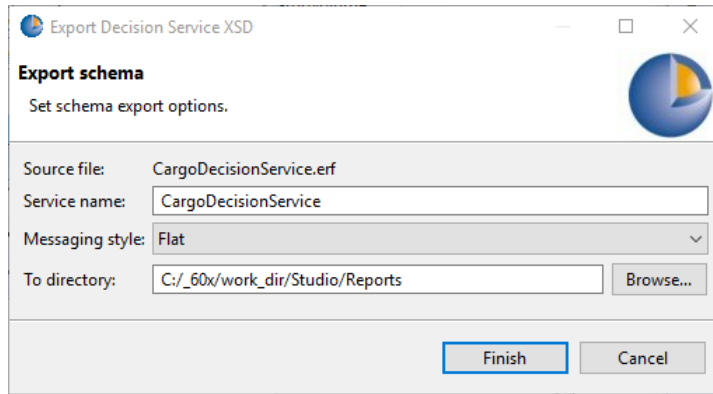 Export Decision Service XSD
Export schema
Set schema export options.
Source file: CargoDecisionService.erf
Service name: CargoDecisionService
Messaging style: Flat
To directory: C:/_60x/work_dir/Studio/Reports Browse...
Finish Cancel